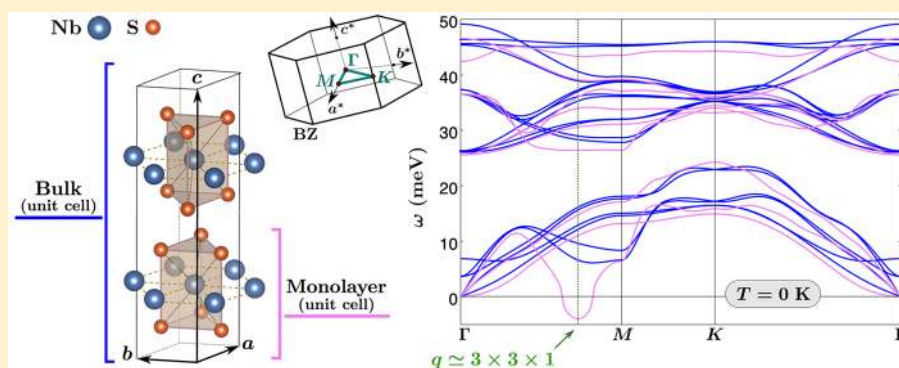 Nb S
c
Bulk
(unit cell)
Monolayer
(unit cell)
b
a
c*
b*
Γ
M
K
a*
BZ
ω (meV)
50
40
30
20
10
0
T = 0 K
Γ M K Γ
q ≃ 3 × 3 × 1